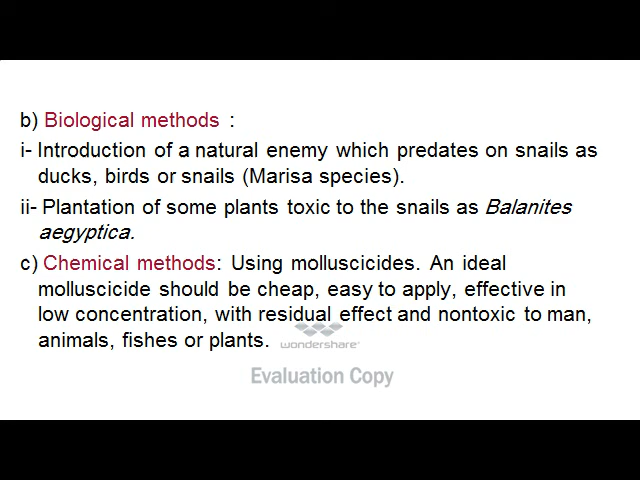 b) Biological methods :
i- Introduction of a natural enemy which predates on snails as
ducks, birds or snails (Marisa species).
ii- Plantation of some plants toxic to the snails as Balanites
aegyptica.
c) Chemical methods: Using molluscicides. An ideal
molluscicide should be cheap, easy to apply, effective in
low concentration, with residual effect and nontoxic to man,
animals, fishes or plants.
wondershare
Evaluation Copy